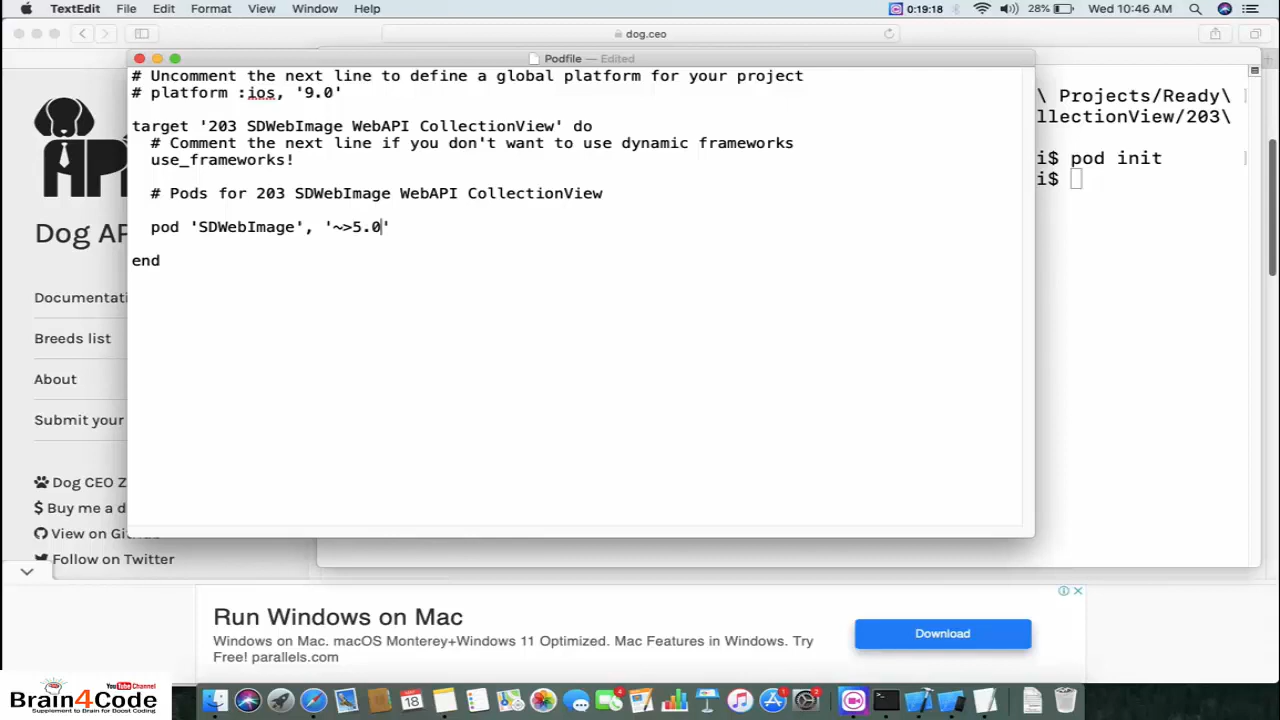 TextEdit File Edit Format View Window Help
0:19:18 28% Wed 10:46 AM
dog.ceo
Podfile — Edited
# Uncomment the next line to define a global platform for your project
# platform :ios, '9.0'
target '203 SDWebImage WebAPI CollectionView' do
# Comment the next line if you don't want to use dynamic frameworks
use_frameworks!
# Pods for 203 SDWebImage WebAPI CollectionView
pod 'SDWebImage', '~>5.0'
end
\ Projects/Ready\
llectionView/203\
i$ pod init
i$
Dog AP
Documentati
Breeds list
About
Submit your
Dog CEO Z
$ Buy me a d
View on GitHu
Follow on Twitter
Run Windows on Mac
Windows on Mac. macOS Monterey+Windows 11 Optimized. Mac Features in Windows. Try
Free! parallels.com
Download
YouTube Channel
Brain4Code
Supplement to Brain for Boost Coding
18
4
1
2